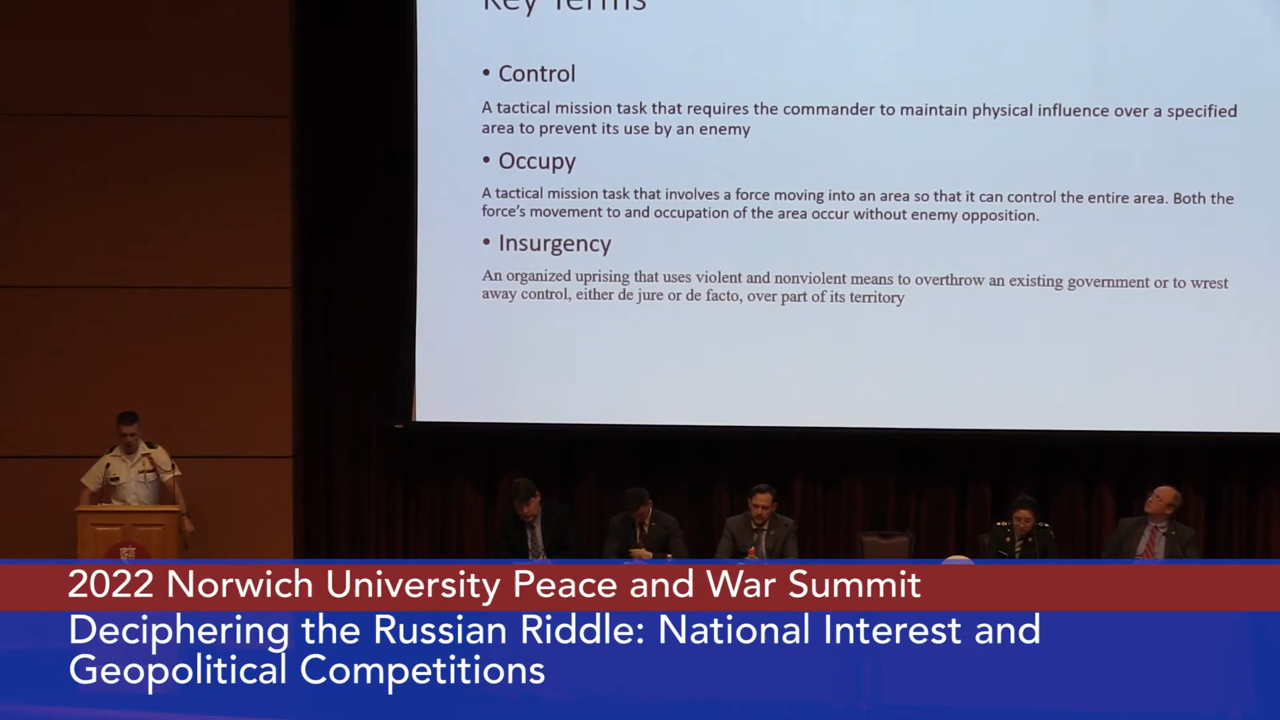 Key Terms
• Control
A tactical mission task that requires the commander to maintain physical influence over a specified
area to prevent its use by an enemy
• Occupy
A tactical mission task that involves a force moving into an area so that it can control the entire area. Both the
force's movement to and occupation of the area occur without enemy opposition.
• Insurgency
An organized uprising that uses violent and nonviolent means to overthrow an existing government or to wrest
away control, either de jure or de facto, over part of its territory
2022 Norwich University Peace and War Summit
Deciphering the Russian Riddle: National Interest and
Geopolitical Competitions